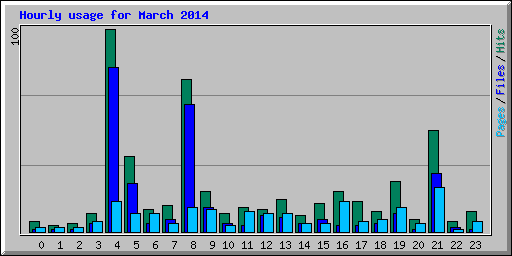 Hourly usage for March 2014
100
Pages/Files/Hits
0 1 2 3 4 5 6 7 8 9 10 11 12 13 14 15 16 17 18 19 20 21 22 23